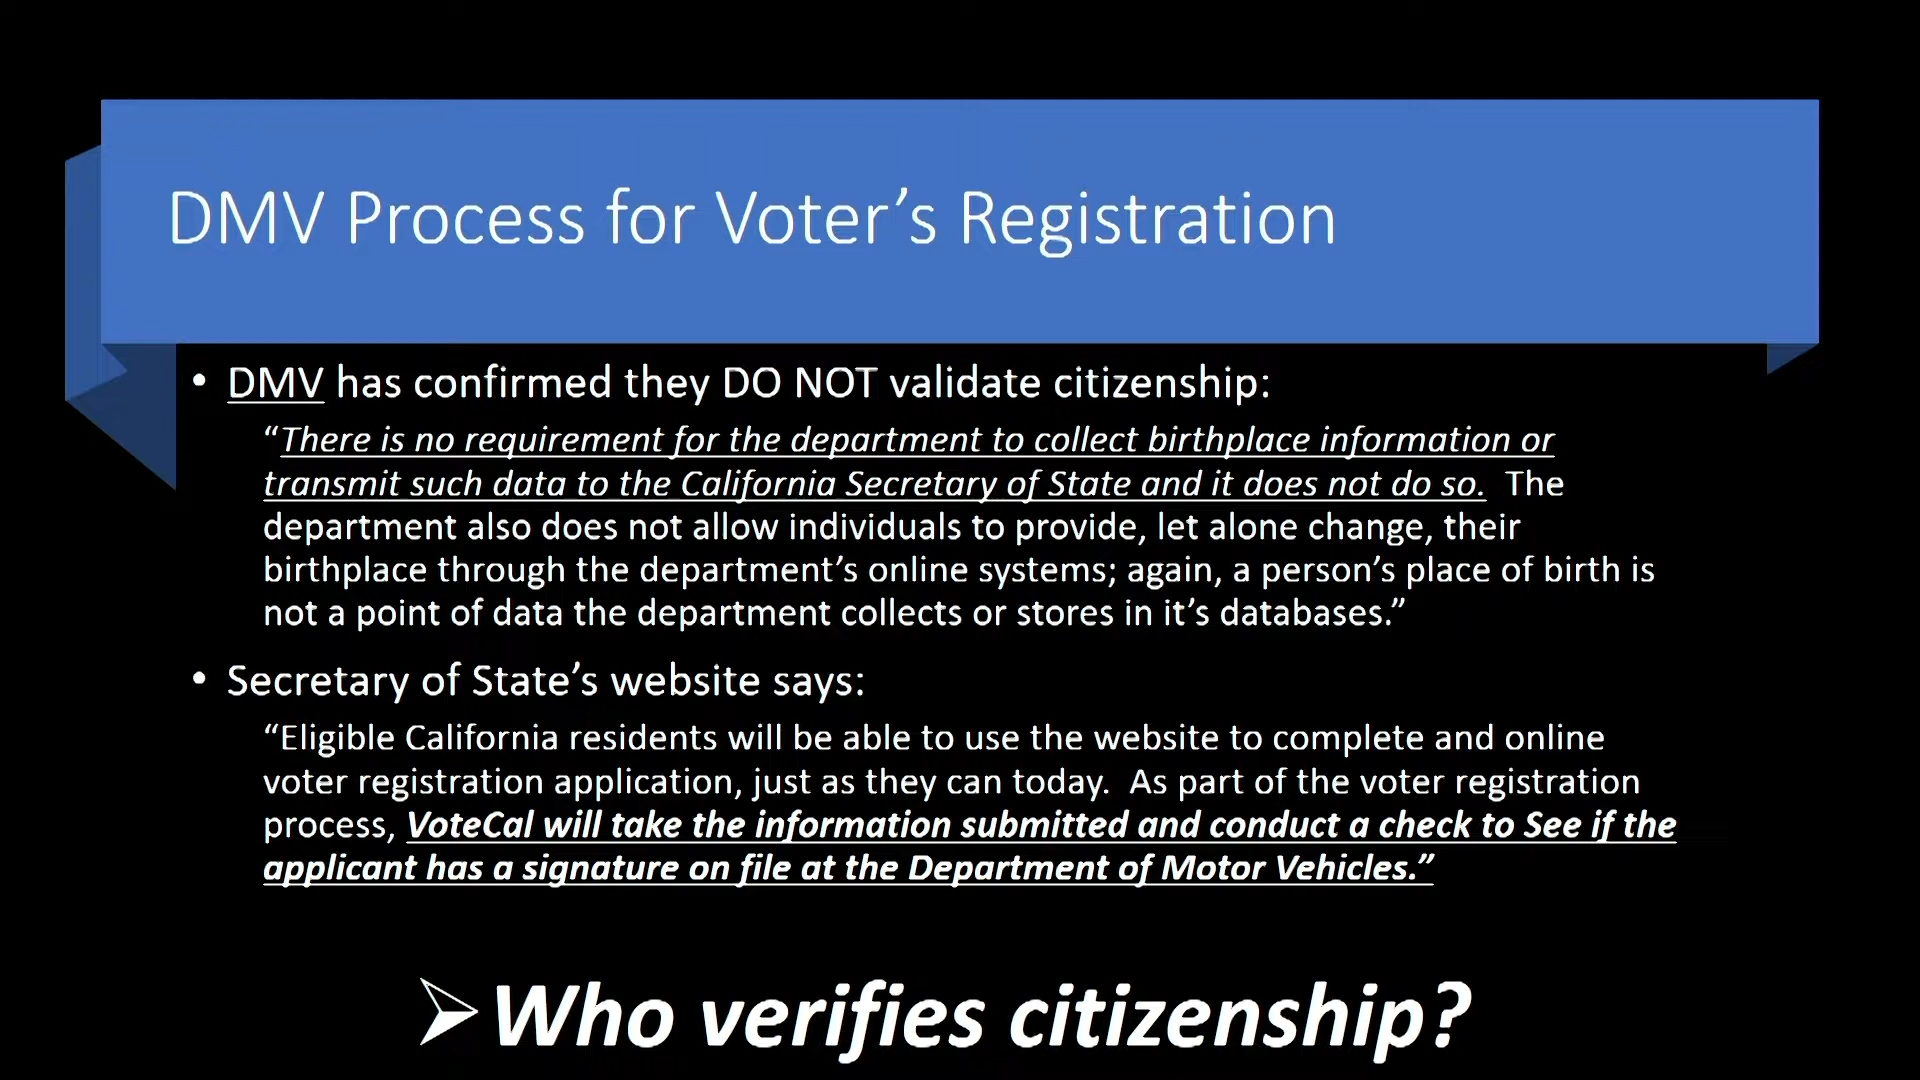 DMV Process for Voter’s Registration
• DMV has confirmed they DO NOT validate citizenship:
“There is no requirement for the department to collect birthplace information or
transmit such data to the California Secretary of State and it does not do so. The
department also does not allow individuals to provide, let alone change, their
birthplace through the department’s online systems; again, a person’s place of birth is
not a point of data the department collects or stores in it’s databases.”
• Secretary of State’s website says:
“Eligible California residents will be able to use the website to complete and online
voter registration application, just as they can today. As part of the voter registration
process, VoteCal will take the information submitted and conduct a check to See if the
applicant has a signature on file at the Department of Motor Vehicles.”
➢Who verifies citizenship?